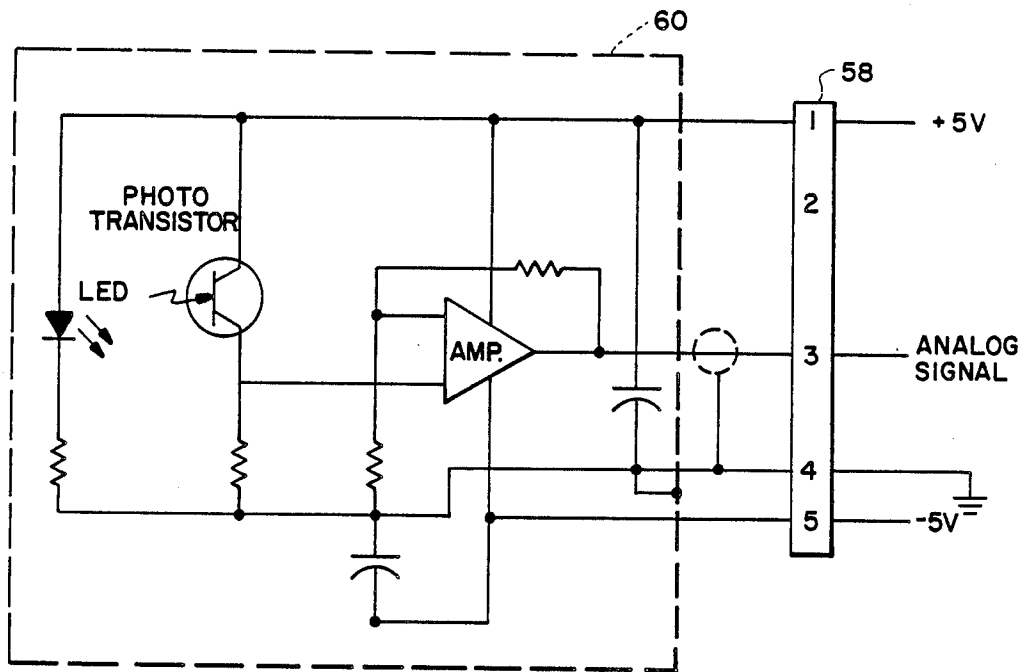 60
58
1
+5V
2
PHOTO
TRANSISTOR
LED
AMP.
3
ANALOG
SIGNAL
4
5
-5V